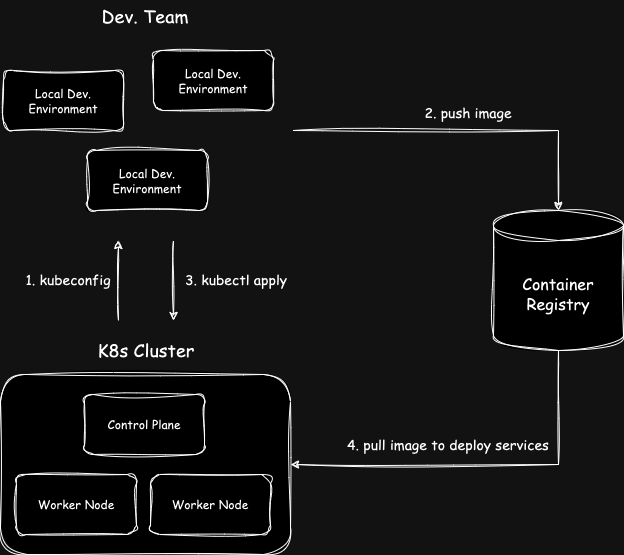 Dev. Team
Local Dev.
Environment
Local Dev.
Environment
Local Dev.
Environment
2. push image
Container
Registry
1. kubeconfig
3. kubectl apply
K8s Cluster
Control Plane
Worker Node
Worker Node
4. pull image to deploy services